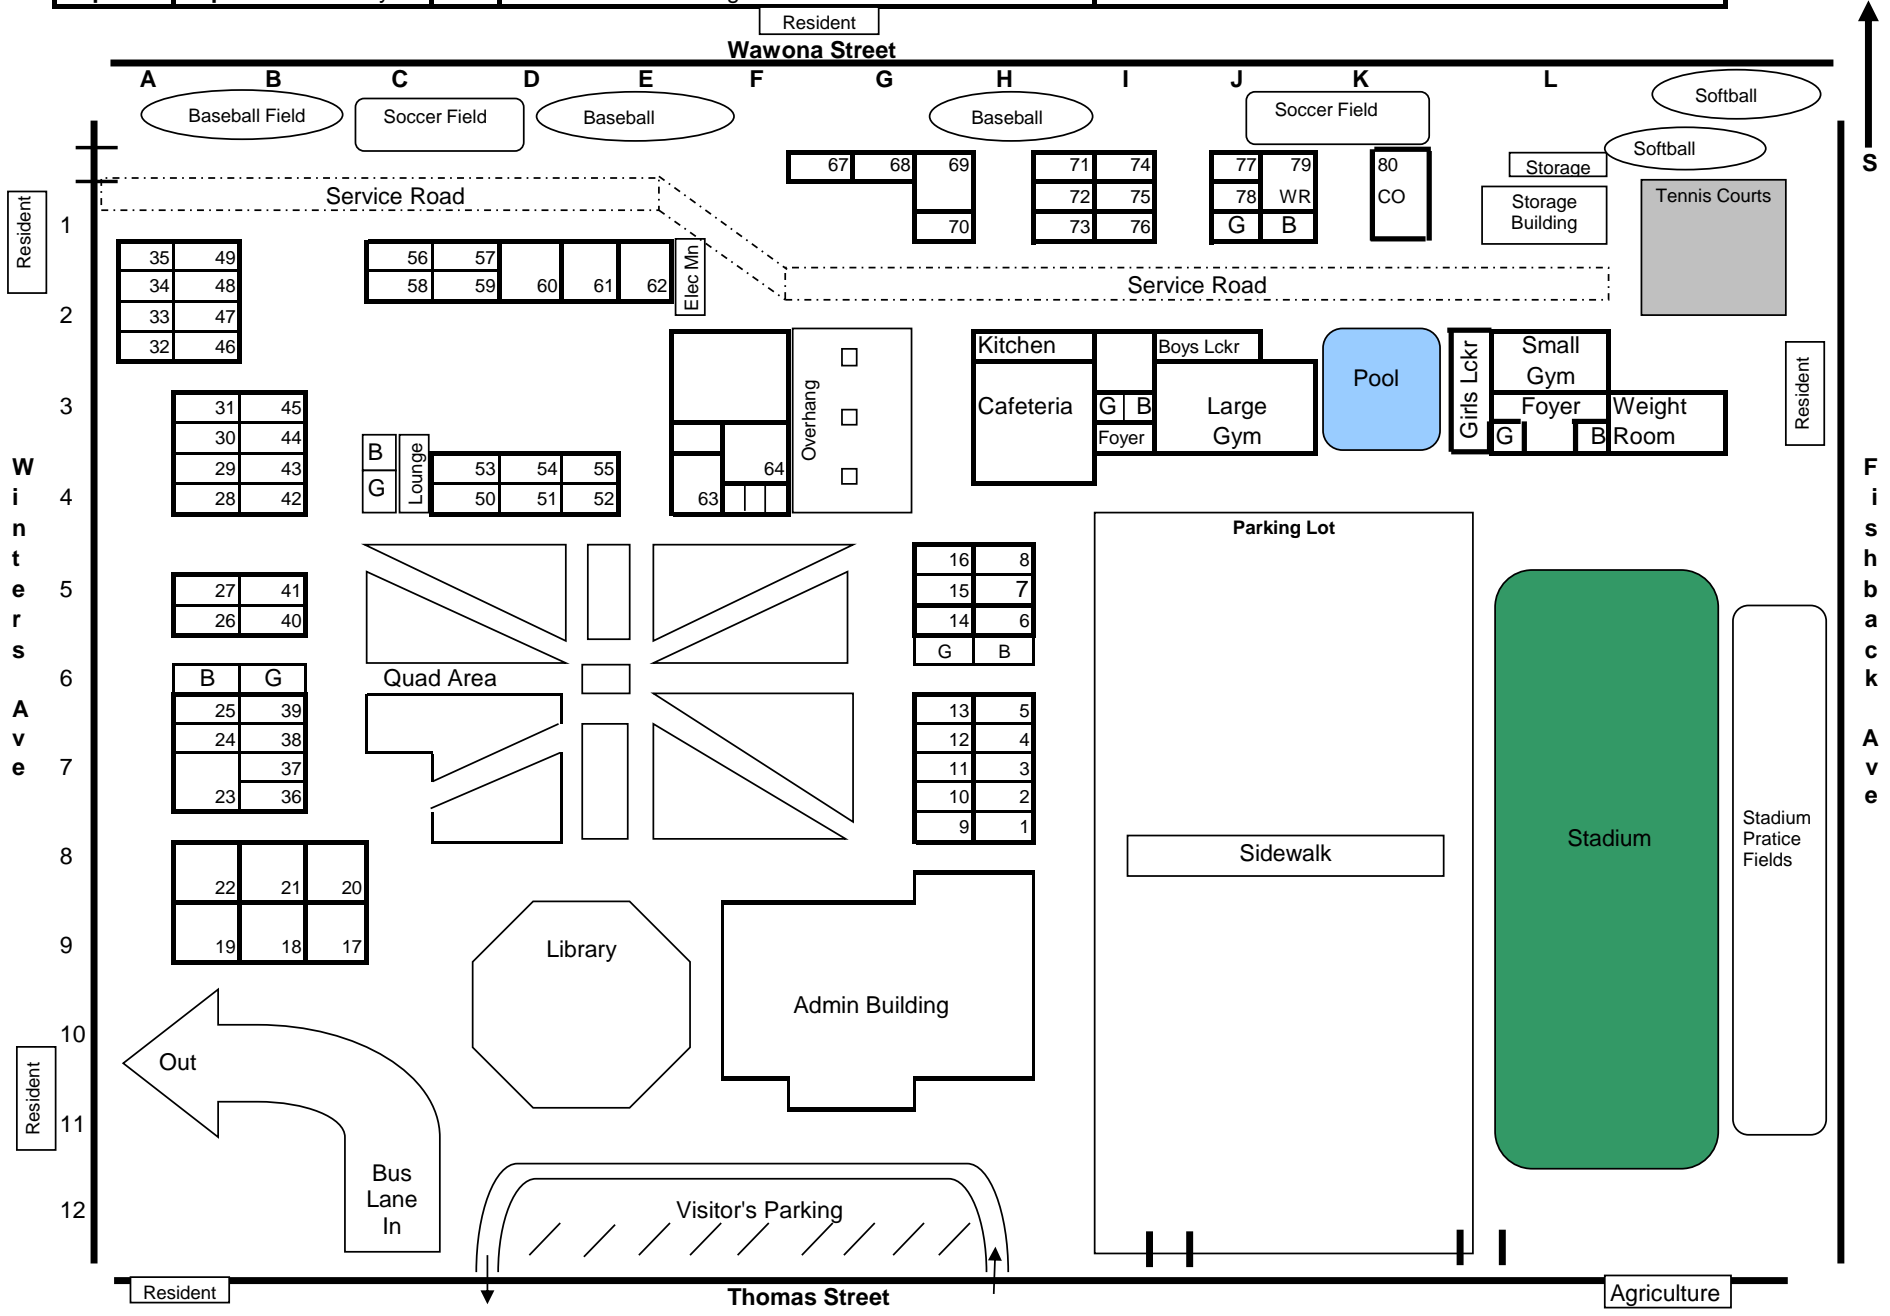 Resident
Wawona Street
A B C D E F G H I J K L
Baseball Field
Soccer Field
Baseball
Baseball
Soccer Field
Softball
Softball
S
67 68 69
70
71 74
72 75
73 76
77 79
78 WR
G B
80
CO
Storage
Storage
Building
Tennis Courts
Resident
Service Road
1
35 49
34 48
33 47
32 46
56 57
58 59 60 61 62
Elec Mn
Service Road
2
Kitchen
Boys Lckr
Cafeteria
G B
Foyer
Large
Gym
Pool
Girls Lckr
Small
Gym
Foyer
G B
Weight
Room
Resident
3
31 45
30 44
29 43
28 42
B
G
Lounge
53 54 55
50 51 52
63
64
Overhang
4
Winters Ave
Fishback Ave
Parking Lot
5
27 41
26 40
16 8
15 7
14 6
G B
6
B G
25 39
24 38
37
23 36
Quad Area
13 5
12 4
11 3
10 2
9 1
7
Stadium
Stadium
Pratice
Fields
Sidewalk
8
22 21 20
19 18 17
9
Library
Admin Building
10
Out
Resident
11
Bus
Lane
In
12
Visitor's Parking
Resident
Thomas Street
Agriculture